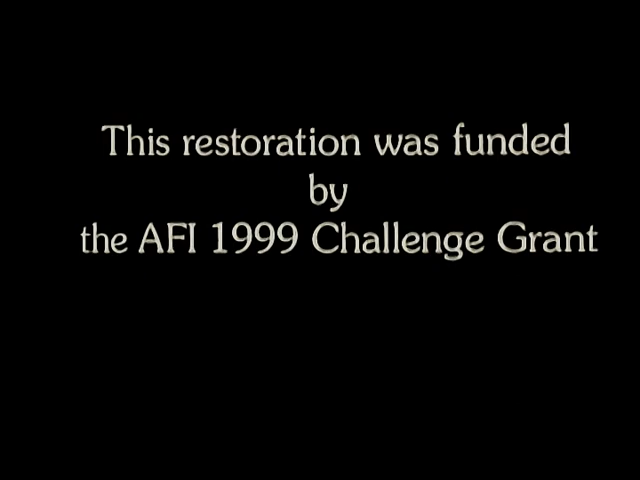 This restoration was funded
by
the AFI 1999 Challenge Grant